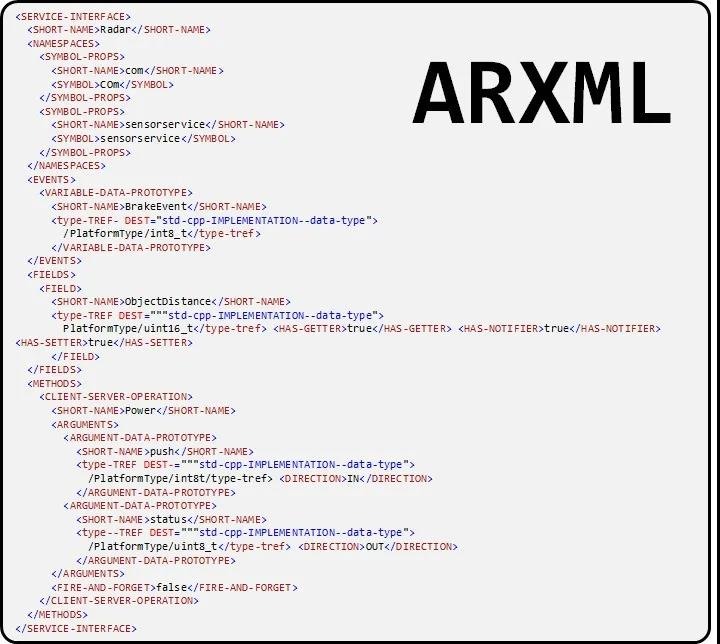 <SERVICE-INTERFACE>
<SHORT-NAME>Radar</SHORT-NAME>
<NAMESPACES>
<SYMBOL-PROPS>
<SHORT-NAME>com</SHORT-NAME>
<SYMBOL>COm</SYMBOL>
</SYMBOL-PROPS>
<SYMBOL-PROPS>
<SHORT-NAME>sensorservice</SHORT-NAME>
<SYMBOL>sensorservice</SYMBOL>
</SYMBOL-PROPS>
</NAMESPACES>
<EVENTS>
<VARIABLE-DATA-PROTOTYPE>
<SHORT-NAME>BrakeEvent</SHORT-NAME>
<type-TREF- DEST="std-cpp-IMPLEMENTATION--data-type">
/PlatformType/int8_t</type-tref>
</VARIABLE-DATA-PROTOTYPE>
</EVENTS>
<FIELDS>
<FIELD>
<SHORT-NAME>ObjectDistance</SHORT-NAME>
<type-TREF DEST="""std-cpp-IMPLEMENTATION--data-type">
PlatformType/uint16_t</type-tref> <HAS-GETTER>true</HAS-GETTER> <HAS-NOTIFIER>true</HAS-NOTIFIER>
<HAS-SETTER>true</HAS-SETTER>
</FIELD>
</FIELDS>
<METHODS>
<CLIENT-SERVER-OPERATION>
<SHORT-NAME>Power</SHORT-NAME>
<ARGUMENTS>
<ARGUMENT-DATA-PROTOTYPE>
<SHORT-NAME>push</SHORT-NAME>
<type-TREF DEST-="""std-cpp-IMPLEMENTATION--data-type">
/PlatformType/int8t/type-tref> <DIRECTION>IN</DIRECTION>
</ARGUMENT-DATA-PROTOTYPE>
<ARGUMENT-DATA-PROTOTYPE>
<SHORT-NAME>status</SHORT-NAME>
<type--TREF DEST="""std-cpp-IMPLEMENTATION--data-type">
/PlatformType/uint8_t</type-tref> <DIRECTION>OUT</DIRECTION>
</ARGUMENT-DATA-PROTOTYPE>
</ARGUMENTS>
<FIRE-AND-FORGET>false</FIRE-AND-FORGET>
</CLIENT-SERVER-OPERATION>
</METHODS>
</SERVICE-INTERFACE>
ARXML